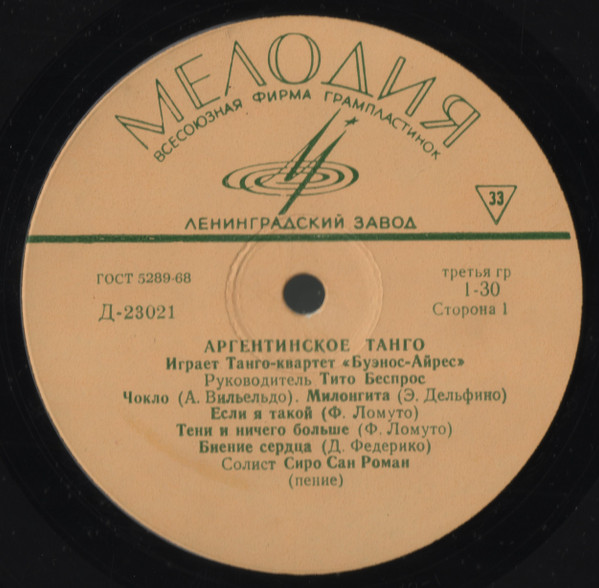 МЕЛОДИЯ
ВСЕСОЮЗНАЯ ФИРМА ГРАМПЛАСТИНОК
33
ЛЕНИНГРАДСКИЙ ЗАВОД
ГОСТ 5289-68
третья гр
1-30
Д-23021
Сторона 1
АРГЕНТИНСКОЕ ТАНГО
Играет Танго-квартет «Буэнос-Айрес»
Руководитель Тито Беспрос
Чокло (А. Вильельдо). Милонгита (Э. Дельфино)
Если я такой (Ф. Ломуто)
Тени и ничего больше (Ф. Ломуто)
Биение сердца (Д. Федерико)
Солист Сиро Сан Роман
(пение)